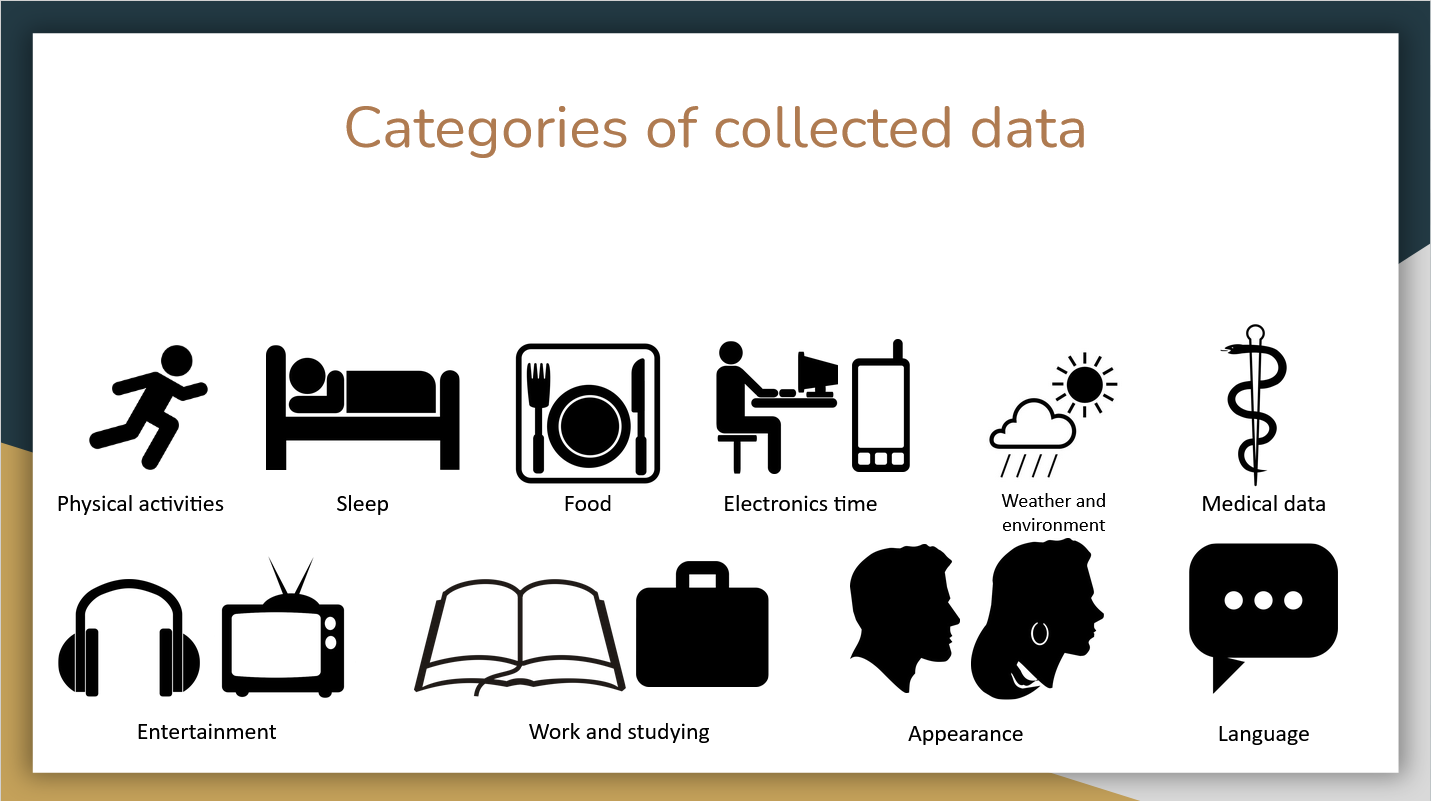 Categories of collected data
Physical activities
Sleep
Food
Electronics time
Weather and
environment
Medical data
Entertainment
Work and studying
Appearance
Language